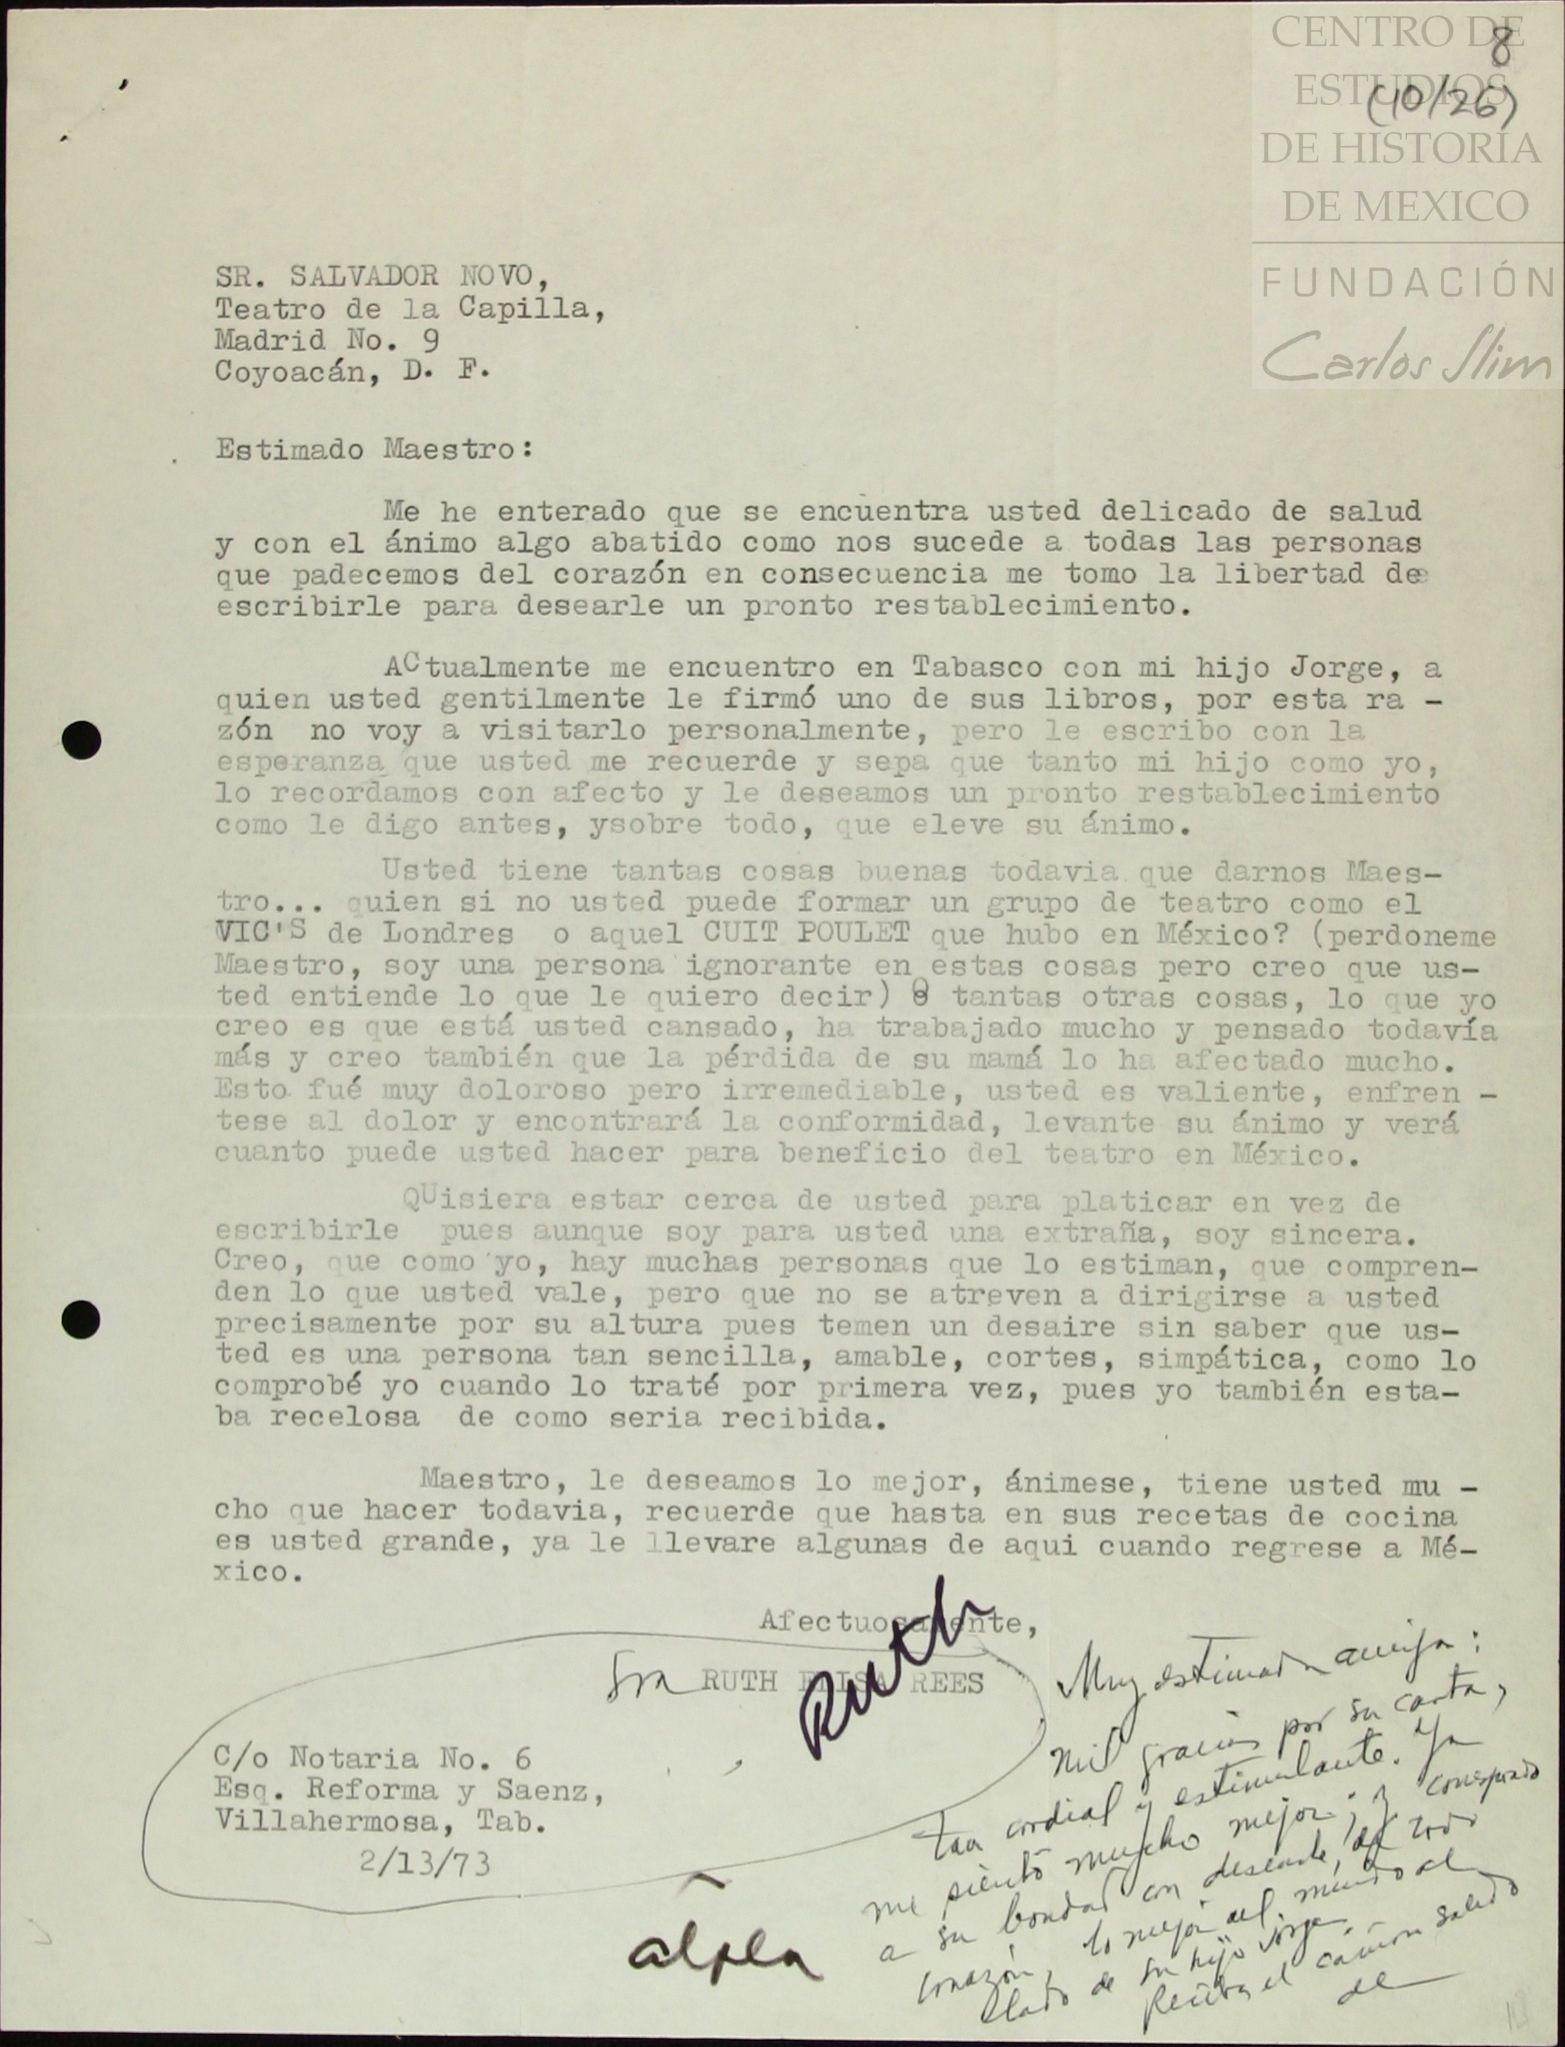 CENTRO DE
ESTUDIOS
DE HISTORIA
DE MEXICO
FUNDACIÓN
Carlos Slim
8
(10/26)
SR. SALVADOR NOVO,
Teatro de la Capilla,
Madrid No. 9
Coyoacán, D. F.
Estimado Maestro:
Me he enterado que se encuentra usted delicado de salud
y con el ánimo algo abatido como nos sucede a todas las personas
que padecemos del corazón en consecuencia me tomo la libertad de
escribirle para desearle un pronto restablecimiento.
ACtualmente me encuentro en Tabasco con mi hijo Jorge, a
quien usted gentilmente le firmó uno de sus libros, por esta ra -
zón no voy a visitarlo personalmente, pero le escribo con la
esperanza que usted me recuerde y sepa que tanto mi hijo como yo,
lo recordamos con afecto y le deseamos un pronto restablecimiento
como le digo antes, ysobre todo, que eleve su ánimo.
Usted tiene tantas cosas buenas todavia que darnos Maes-
tro... quien si no usted puede formar un grupo de teatro como el
VIC'S de Londres o aquel CUIT POULET que hubo en México? (perdoneme
Maestro, soy una persona ignorante en estas cosas pero creo que us-
ted entiende lo que le quiero decir) O tantas otras cosas, lo que yo
creo es que está usted cansado, ha trabajado mucho y pensado todavía
más y creo también que la pérdida de su mamá lo ha afectado mucho.
Esto fué muy doloroso pero irremediable, usted es valiente, enfren -
tese al dolor y encontrará la conformidad, levante su ánimo y verá
cuanto puede usted hacer para beneficio del teatro en México.
QUisiera estar cerca de usted para platicar en vez de
escribirle pues aunque soy para usted una extraña, soy sincera.
Creo, que como yo, hay muchas personas que lo estiman, que compren-
den lo que usted vale, pero que no se atreven a dirigirse a usted
precisamente por su altura pues temen un desaire sin saber que us-
ted es una persona tan sencilla, amable, cortes, simpática, como lo
comprobé yo cuando lo traté por primera vez, pues yo también esta-
ba recelosa de como seria recibida.
Maestro, le deseamos lo mejor, ánimese, tiene usted mu -
cho que hacer todavia, recuerde que hasta en sus recetas de cocina
es usted grande, ya le llevare algunas de aqui cuando regrese a Mé-
xico.
Afectuosamente,
Sra RUTH ELISA REES
Ruth
C/o Notaria No. 6
Esq. Reforma y Saenz,
Villahermosa, Tab.
2/13/73
Muy estimada amiga:
mil gracias por su carta,
tan cordial y estimulante. Ya
me siento mucho mejor; y correspondo
a su bondad con desearle, de todo
corazón, lo mejor del mundo al
lado de su hijo Jorge.
Reciba el cariñoso saludo
de